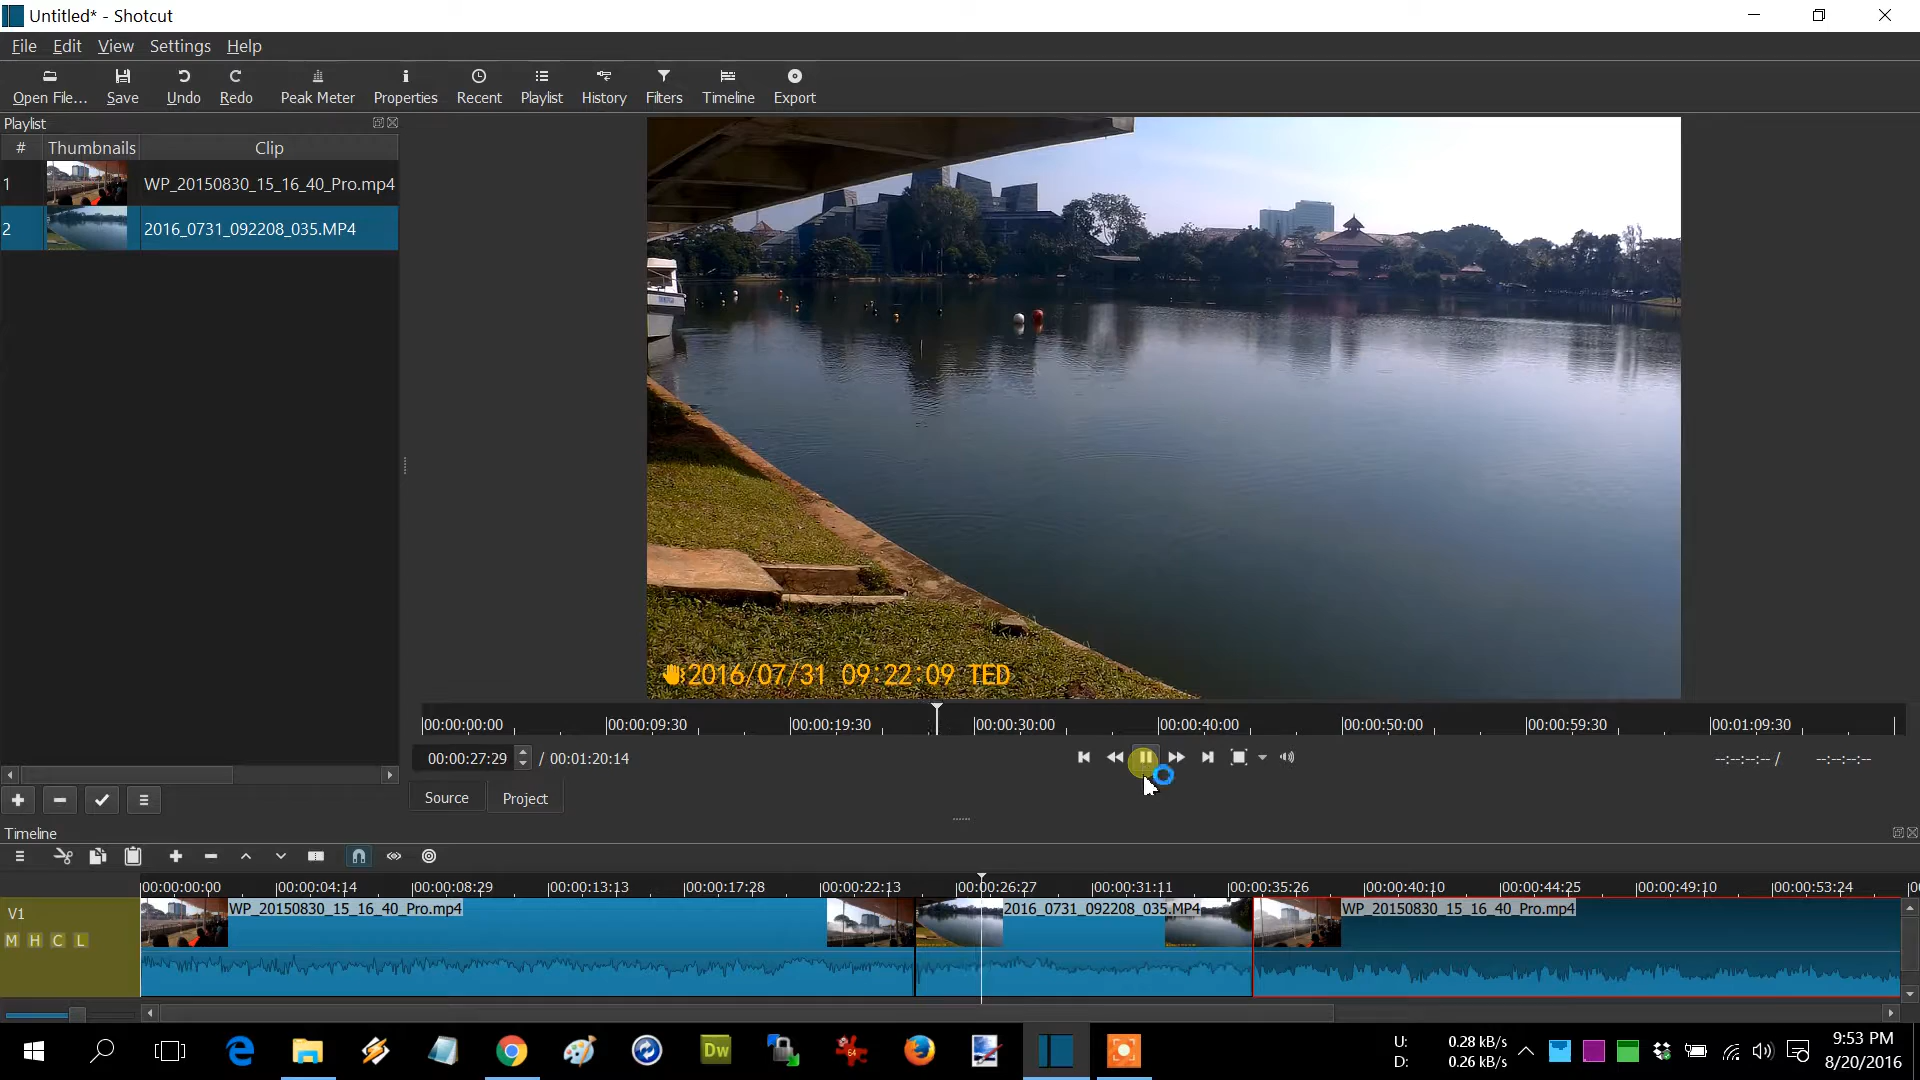 Untitled* - Shotcut
File Edit View Settings Help
Open File... Save Undo Redo Peak Meter Properties Recent Playlist History Filters Timeline Export
Playlist
# Thumbnails Clip
1 WP_20150830_15_16_40_Pro.mp4
2 2016_0731_092208_035.MP4
2016/07/31 09:22:09 TED
00:00:00:00 00:00:09:30 00:00:19:30 00:00:30:00 00:00:40:00 00:00:50:00 00:00:59:30 00:01:09:30
00:00:27:29 / 00:01:20:14 --:--:--:-- / --:--:--:--
Source Project
Timeline
00:00:00:00 00:00:04:14 00:00:08:29 00:00:13:13 00:00:17:28 00:00:22:13 00:00:26:27 00:00:31:11 00:00:35:26 00:00:40:10 00:00:44:25 00:00:49:10 00:00:53:24
V1 WP_20150830_15_16_40_Pro.mp4 2016_0731_092208_035.MP4 WP_20150830_15_16_40_Pro.mp4
M H C L
Dw
64
U: 0.28 kB/s
D: 0.26 kB/s
9:53 PM
8/20/2016